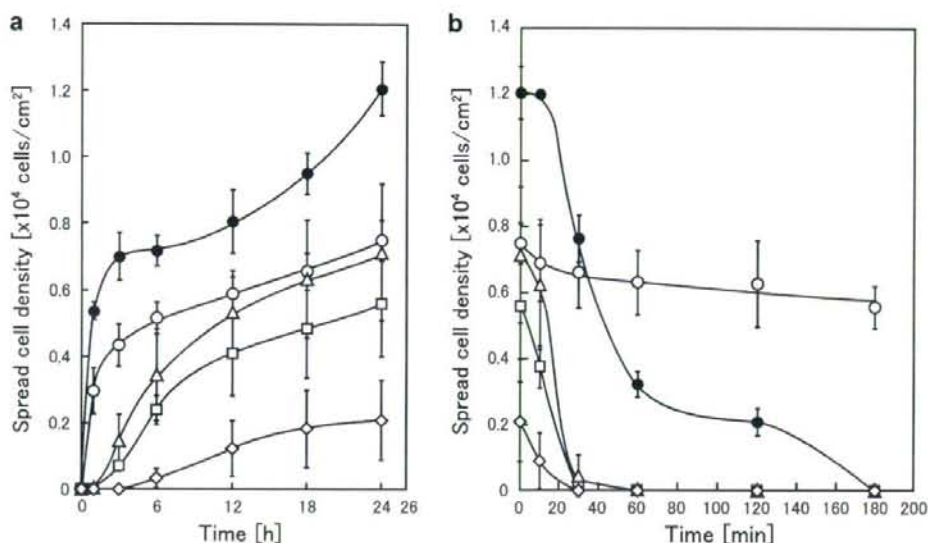 a
1.4
1.2
1.0
0.8
0.6
0.4
0.2
0
Spread cell density [x10⁴ cells/cm²]
0 6 12 18 24 26
Time [h]
b
1.4
1.2
1.0
0.8
0.6
0.4
0.2
0
Spread cell density [x10⁴ cells/cm²]
0 20 40 60 80 100 120 140 160 180 200
Time [min]